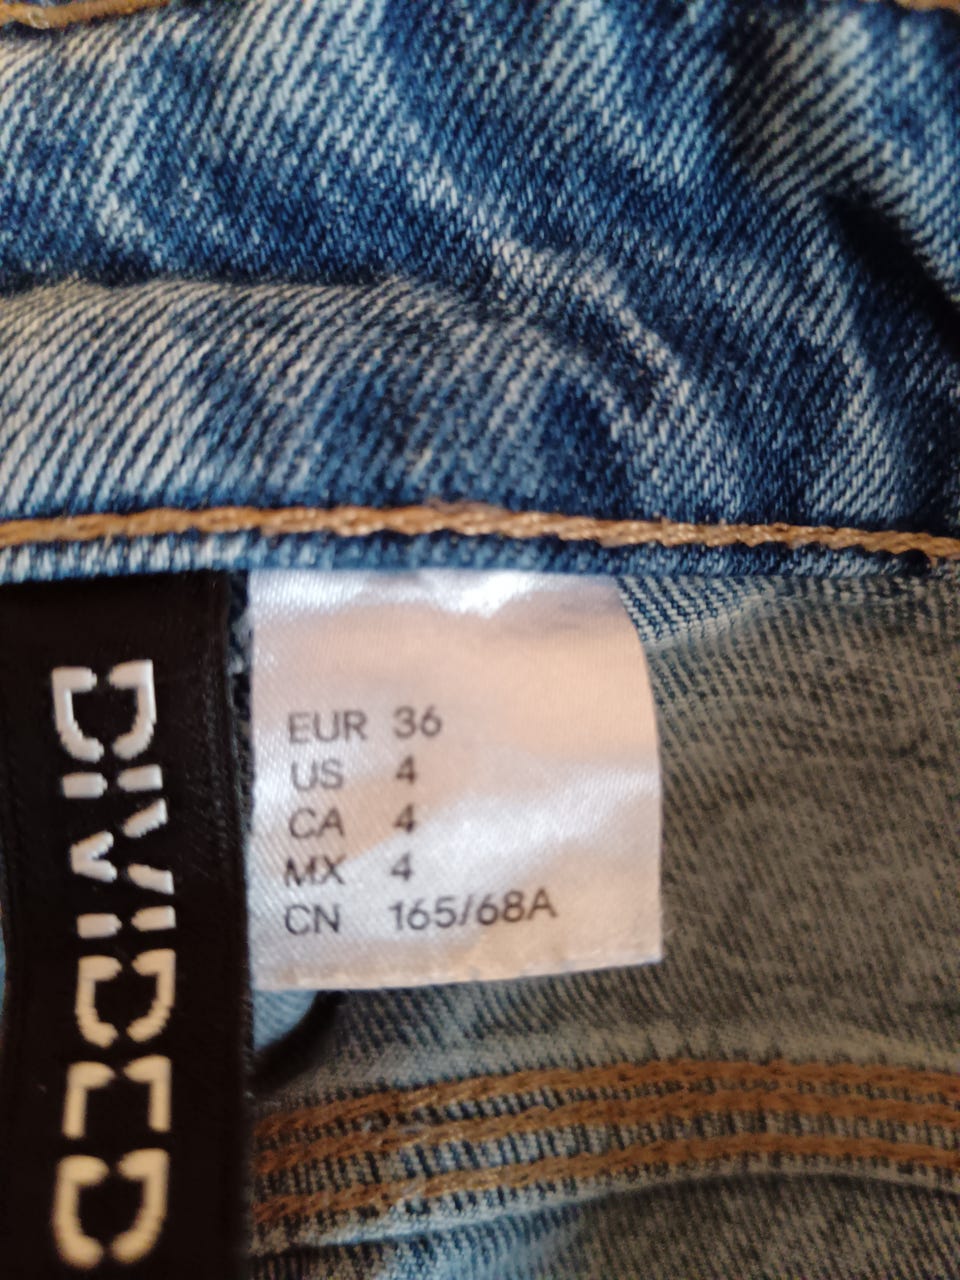 DIVIDED
EUR 36
US 4
CA 4
MX 4
CN 165/68A